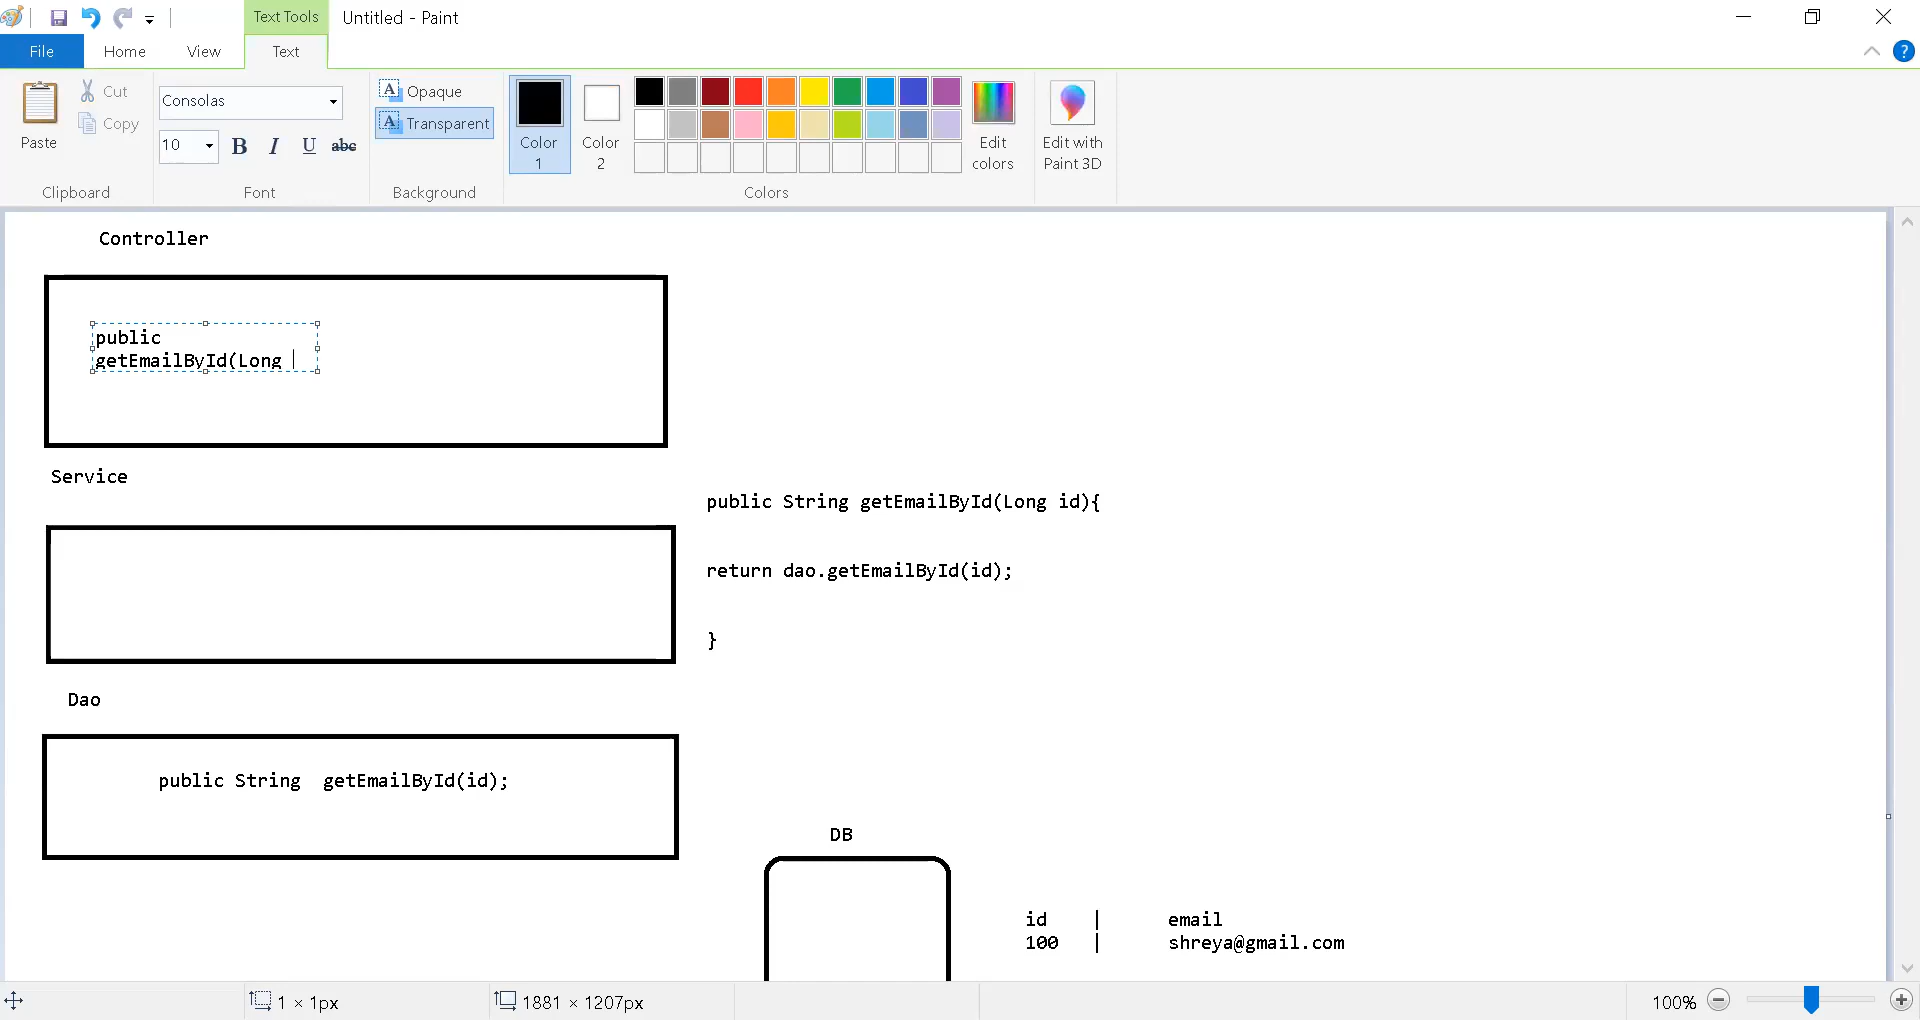 Text Tools
Untitled - Paint
File
Home
View
Text
Paste
Cut
Copy
Clipboard
Consolas
10
B
I
U
abc
Font
A Opaque
A Transparent
Background
Color 1
Color 2
Colors
Edit colors
Edit with Paint 3D
?
Controller
public
getEmailById(Long
Service
public String getEmailById(Long id){
return dao.getEmailById(id);
}
Dao
public String  getEmailById(id);
DB
id | email
100 | shreya@gmail.com
1 × 1px
1881 × 1207px
100%